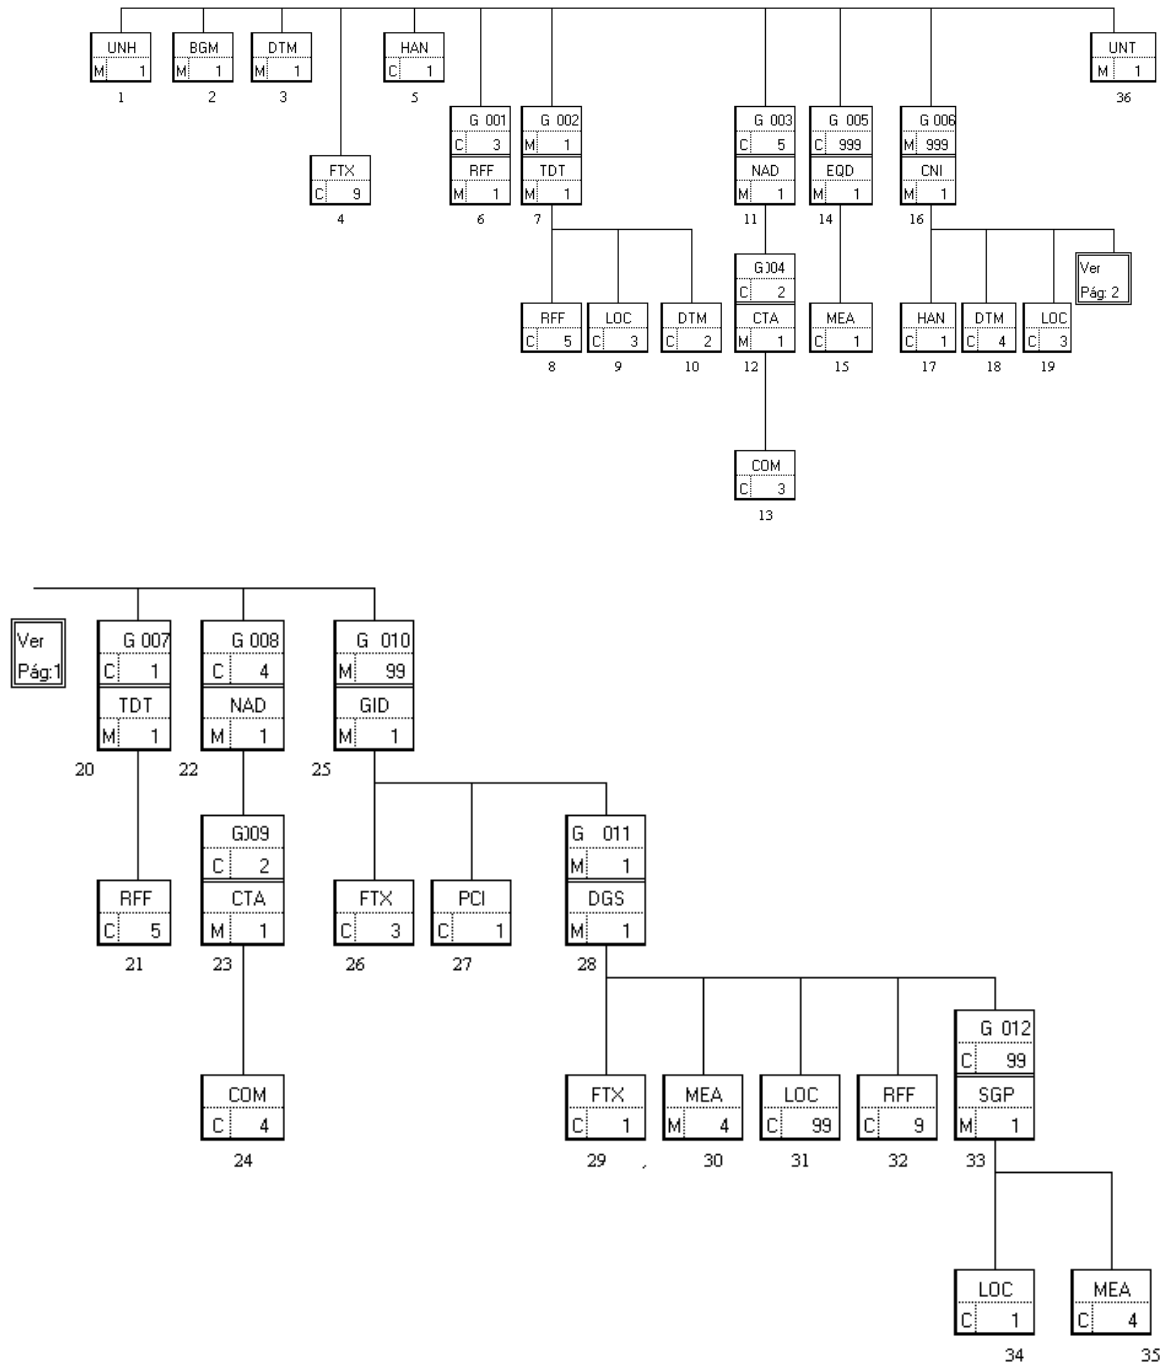 UNH BGM DTM HAN UNT
M 1 M 1 M 1 C 1 M 1
1 2 3 5 36
G 001 G 002 G 003 G 005 G 006
C 3 M 1 C 5 C 999 M 999
FTX RFF TDT NAD EQD CNI
C 9 M 1 M 1 M 1 M 1 M 1
4 6 7 11 14 16
G 004 Ver
C 2 Pág: 2
RFF LOC DTM CTA MEA HAN DTM LOC
C 5 C 3 C 2 M 1 C 1 C 1 C 4 C 3
8 9 10 12 15 17 18 19
COM
C 3
13
Ver G 007 G 008 G 010
Pág:1 C 1 C 4 M 99
TDT NAD GID
M 1 M 1 M 1
20 22 25
G 009 G 011
C 2 M 1
RFF CTA FTX PCI DGS
C 5 M 1 C 3 C 1 M 1
21 23 26 27 28
G 012
C 99
COM FTX MEA LOC RFF SGP
C 4 C 1 M 4 C 99 C 9 M 1
24 29 30 31 32 33
LOC MEA
C 1 C 4
34 35